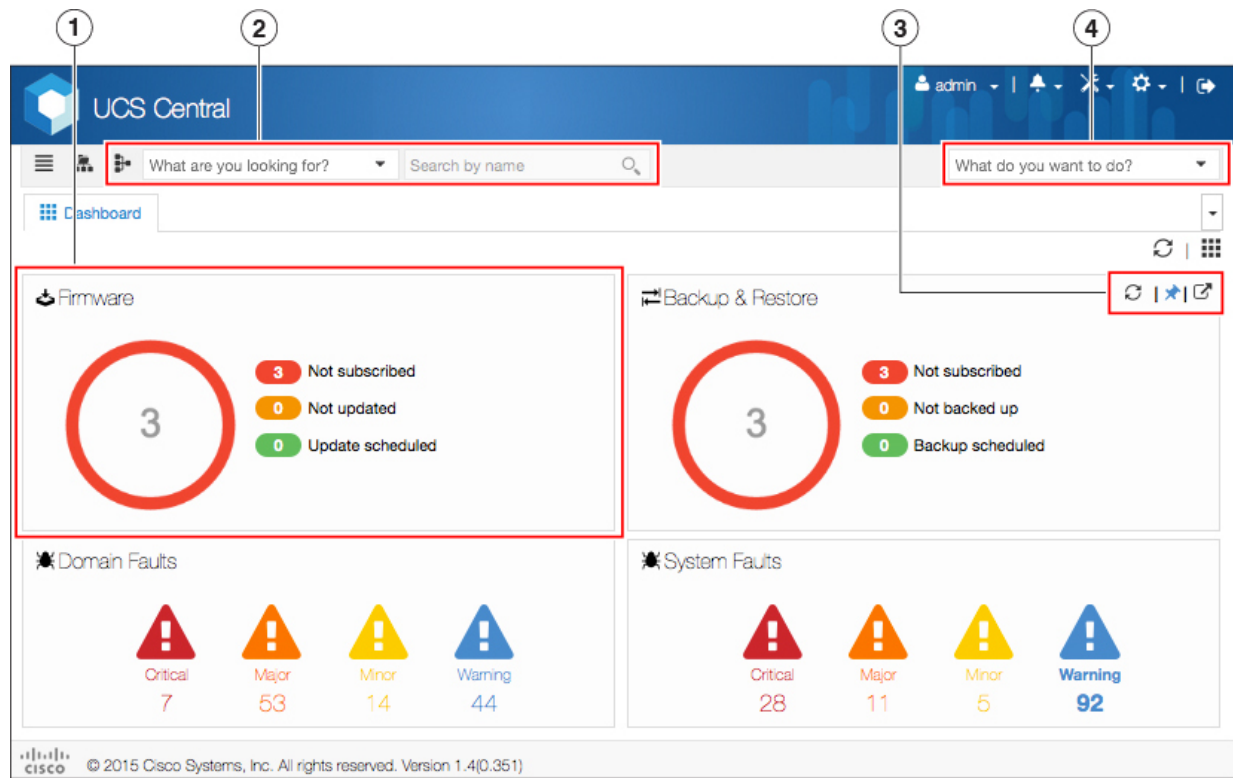 1 2 3 4
UCS Central
admin
What are you looking for? Search by name What do you want to do?
Dashboard
Firmware
3
3 Not subscribed
0 Not updated
0 Update scheduled
Backup & Restore
3
3 Not subscribed
0 Not backed up
0 Backup scheduled
Domain Faults
Critical Major Minor Warning
7 53 14 44
System Faults
Critical Major Minor Warning
28 11 5 92
CISCO © 2015 Cisco Systems, Inc. All rights reserved. Version 1.4(0.351)